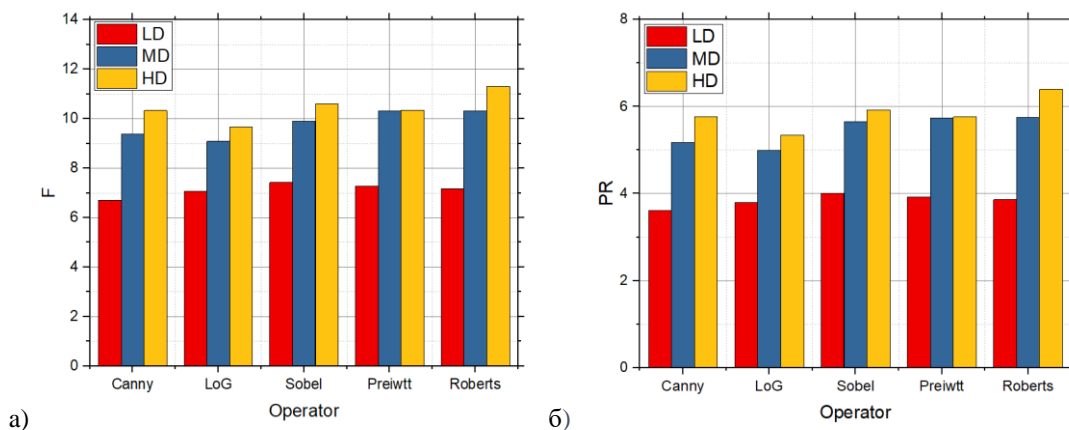 14
12
10
8
6
4
2
0
F
LD
MD
HD
Canny LoG Sobel Preiwtt Roberts
Operator
а)
8
6
4
2
0
PR
LD
MD
HD
Canny LoG Sobel Preiwtt Roberts
Operator
б)